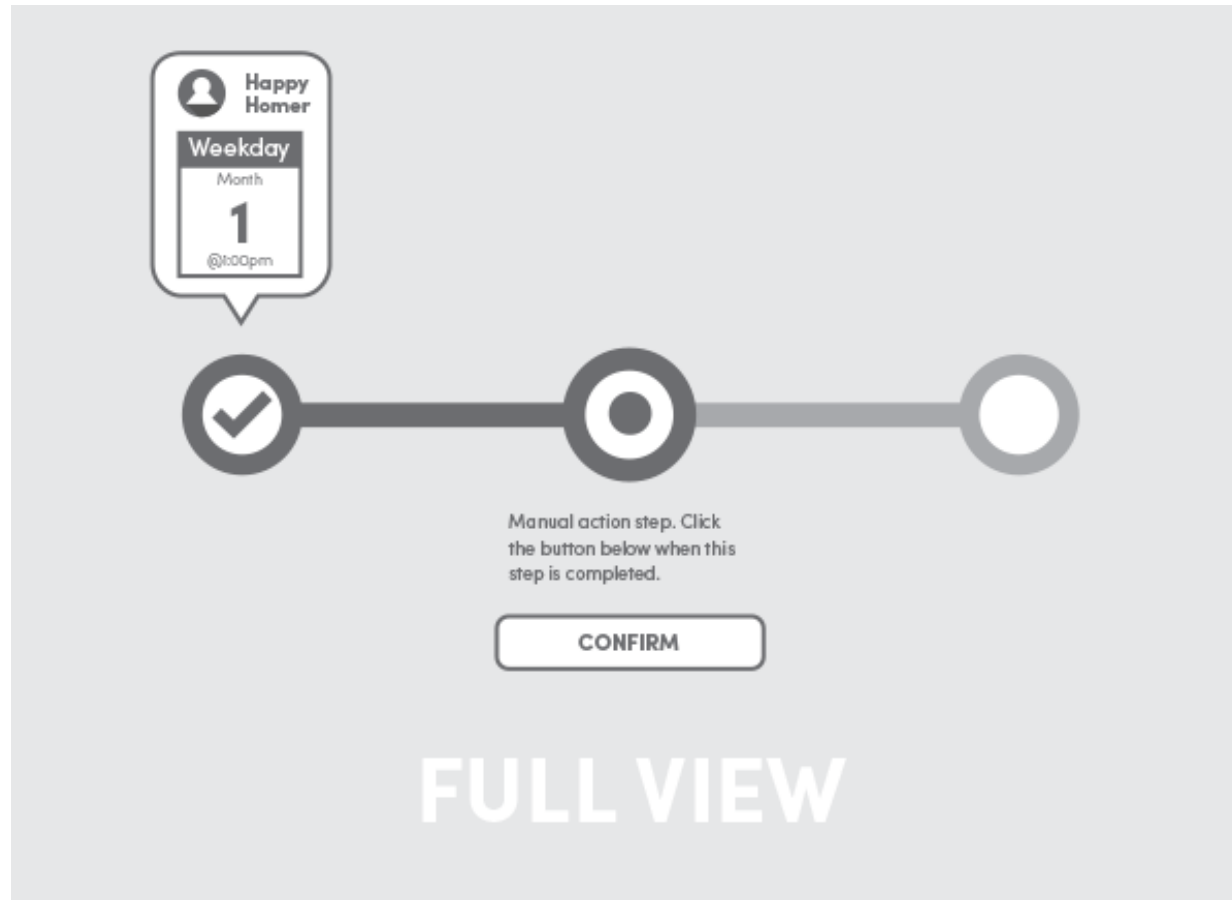 Happy
Homer
Weekday
Month
1
@1:00pm
Manual action step. Click
the button below when this
step is completed.
CONFIRM
FULL VIEW